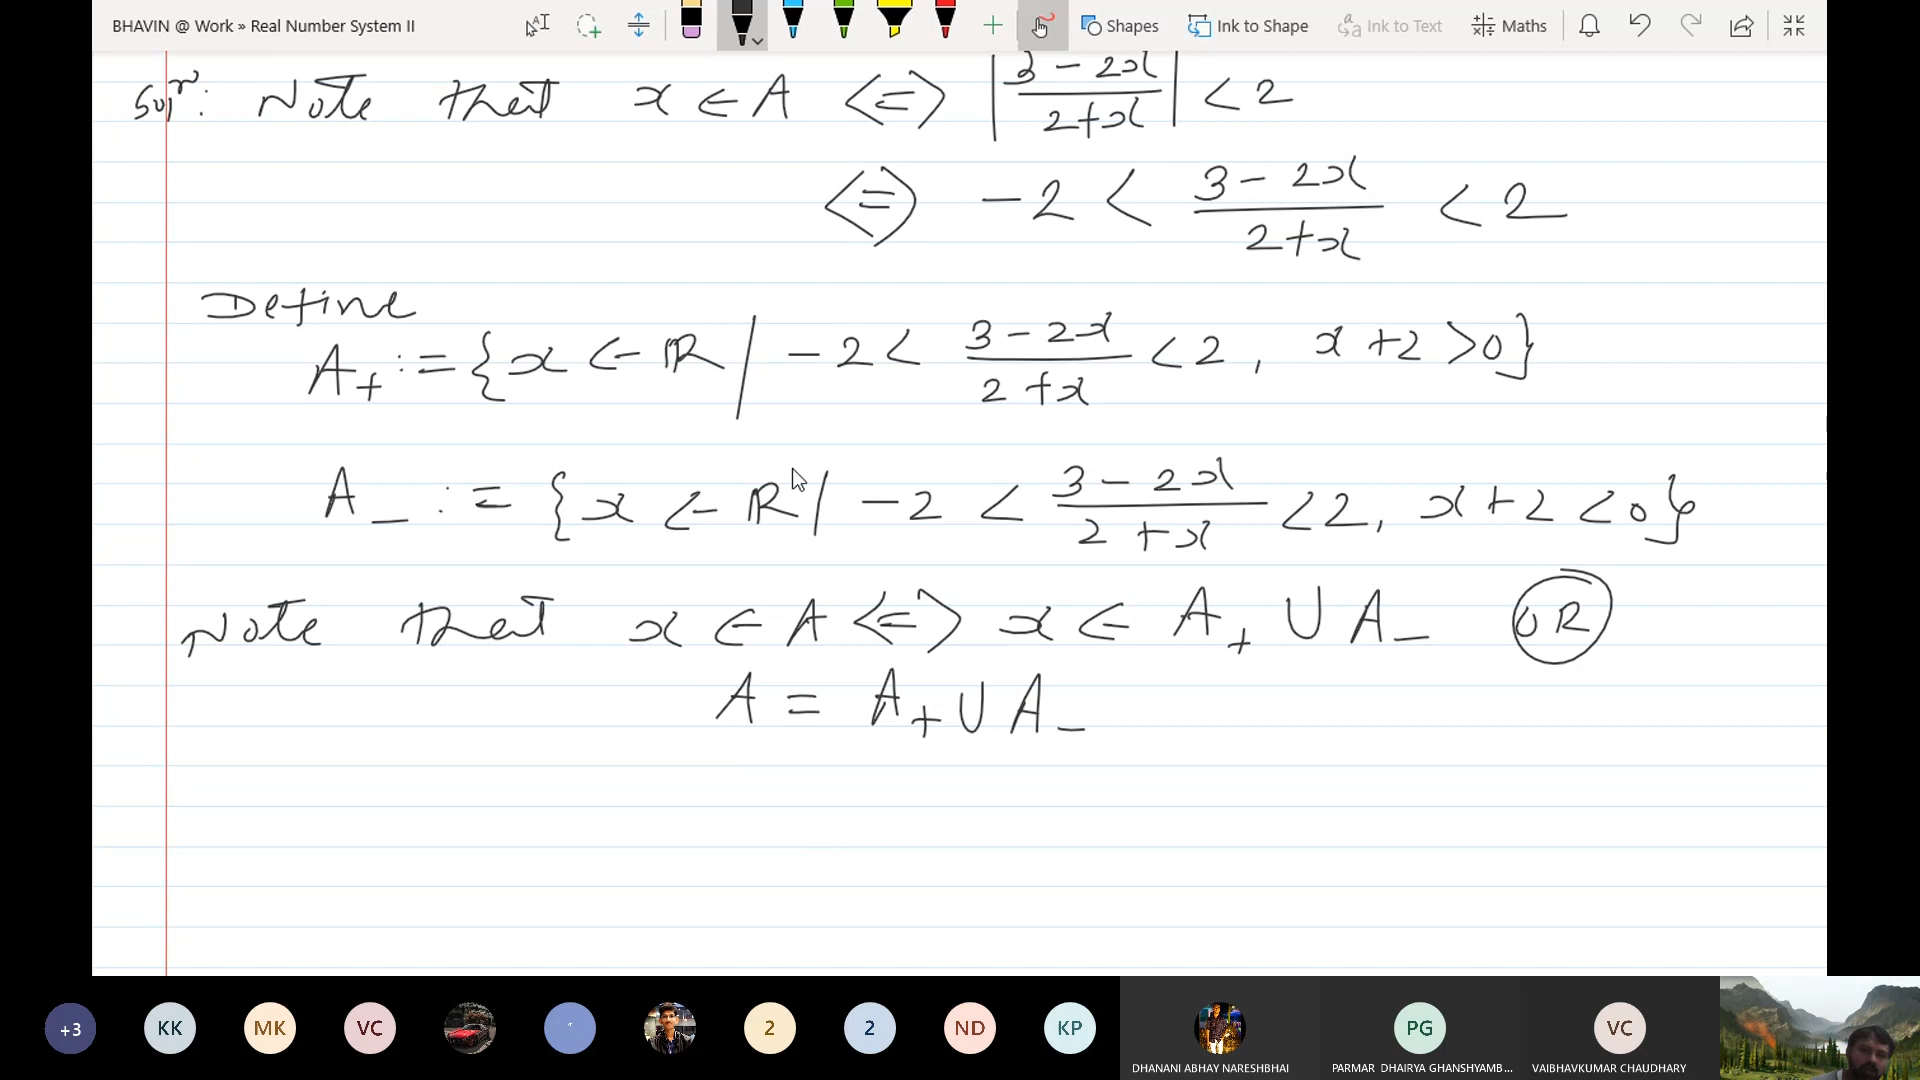 BHAVIN @ Work » Real Number System II
Shapes
Ink to Shape
Ink to Text
Maths
Solⁿ: Note that x ∈ A <=> |(3 - 2x)/(2+x)| < 2
<=> -2 < (3 - 2x)/(2+x) < 2
Define
A₊ := {x ∈ ℝ / -2 < (3 - 2x)/(2 + x) < 2, x + 2 > 0}
A₋ := {x ∈ ℝ / -2 < (3 - 2x)/(2 + x) < 2, x + 2 < 0}
Note that x ∈ A <=> x ∈ A₊ ∪ A₋ OR
A = A₊ ∪ A₋
+3
KK
MK
VC
2
2
ND
KP
PG
VC
DHANANI ABHAY NARESHBHAI
PARMAR DHAIRYA GHANSHYAMB...
VAIBHAVKUMAR CHAUDHARY